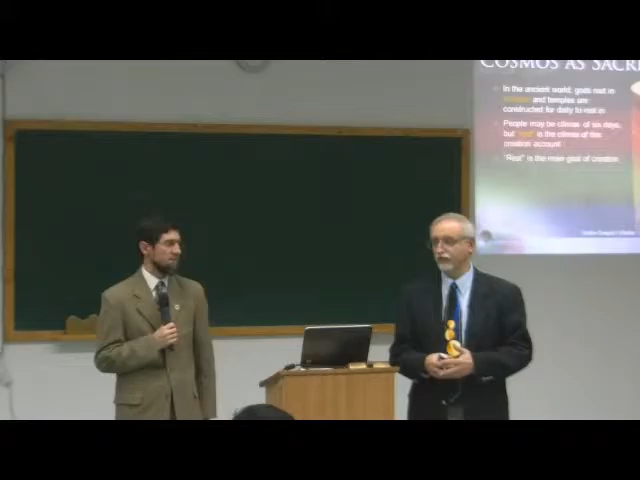 COSMOS AS SACR
In the ancient world, gods rest in
and temples are
constructed for deity to rest in
People may be climax of six days,
but "rest" is the climax of this
creation account
"Rest" is the main goal of creation